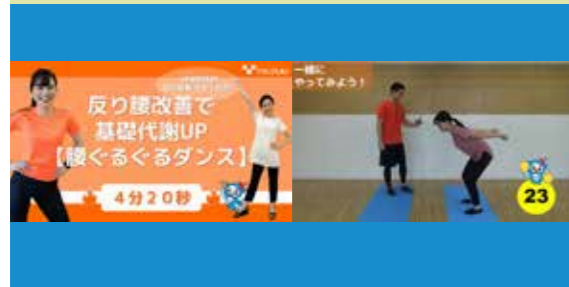 反り腰改善で
基礎代謝UP
【腰ぐるぐるダンス】
4分20秒
一緒に
やってみよう！
23